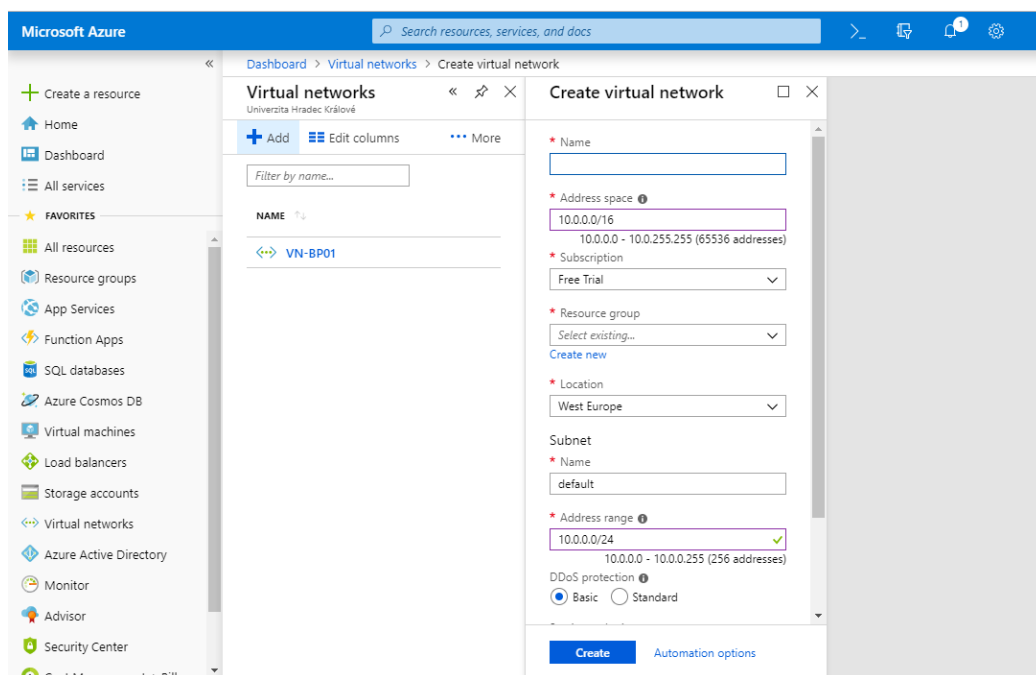 Microsoft Azure
Search resources, services, and docs
1
Dashboard > Virtual networks > Create virtual network
Create a resource
Home
Dashboard
All services
FAVORITES
All resources
Resource groups
App Services
Function Apps
SQL databases
Azure Cosmos DB
Virtual machines
Load balancers
Storage accounts
Virtual networks
Azure Active Directory
Monitor
Advisor
Security Center
Virtual networks
Univerzita Hradec Králové
Add
Edit columns
More
Filter by name...
NAME
VN-BP01
Create virtual network
* Name
* Address space
10.0.0.0/16
10.0.0.0 - 10.0.255.255 (65536 addresses)
* Subscription
Free Trial
* Resource group
Select existing...
Create new
* Location
West Europe
Subnet
* Name
default
* Address range
10.0.0.0/24
10.0.0.0 - 10.0.0.255 (256 addresses)
DDoS protection
Basic Standard
Create
Automation options